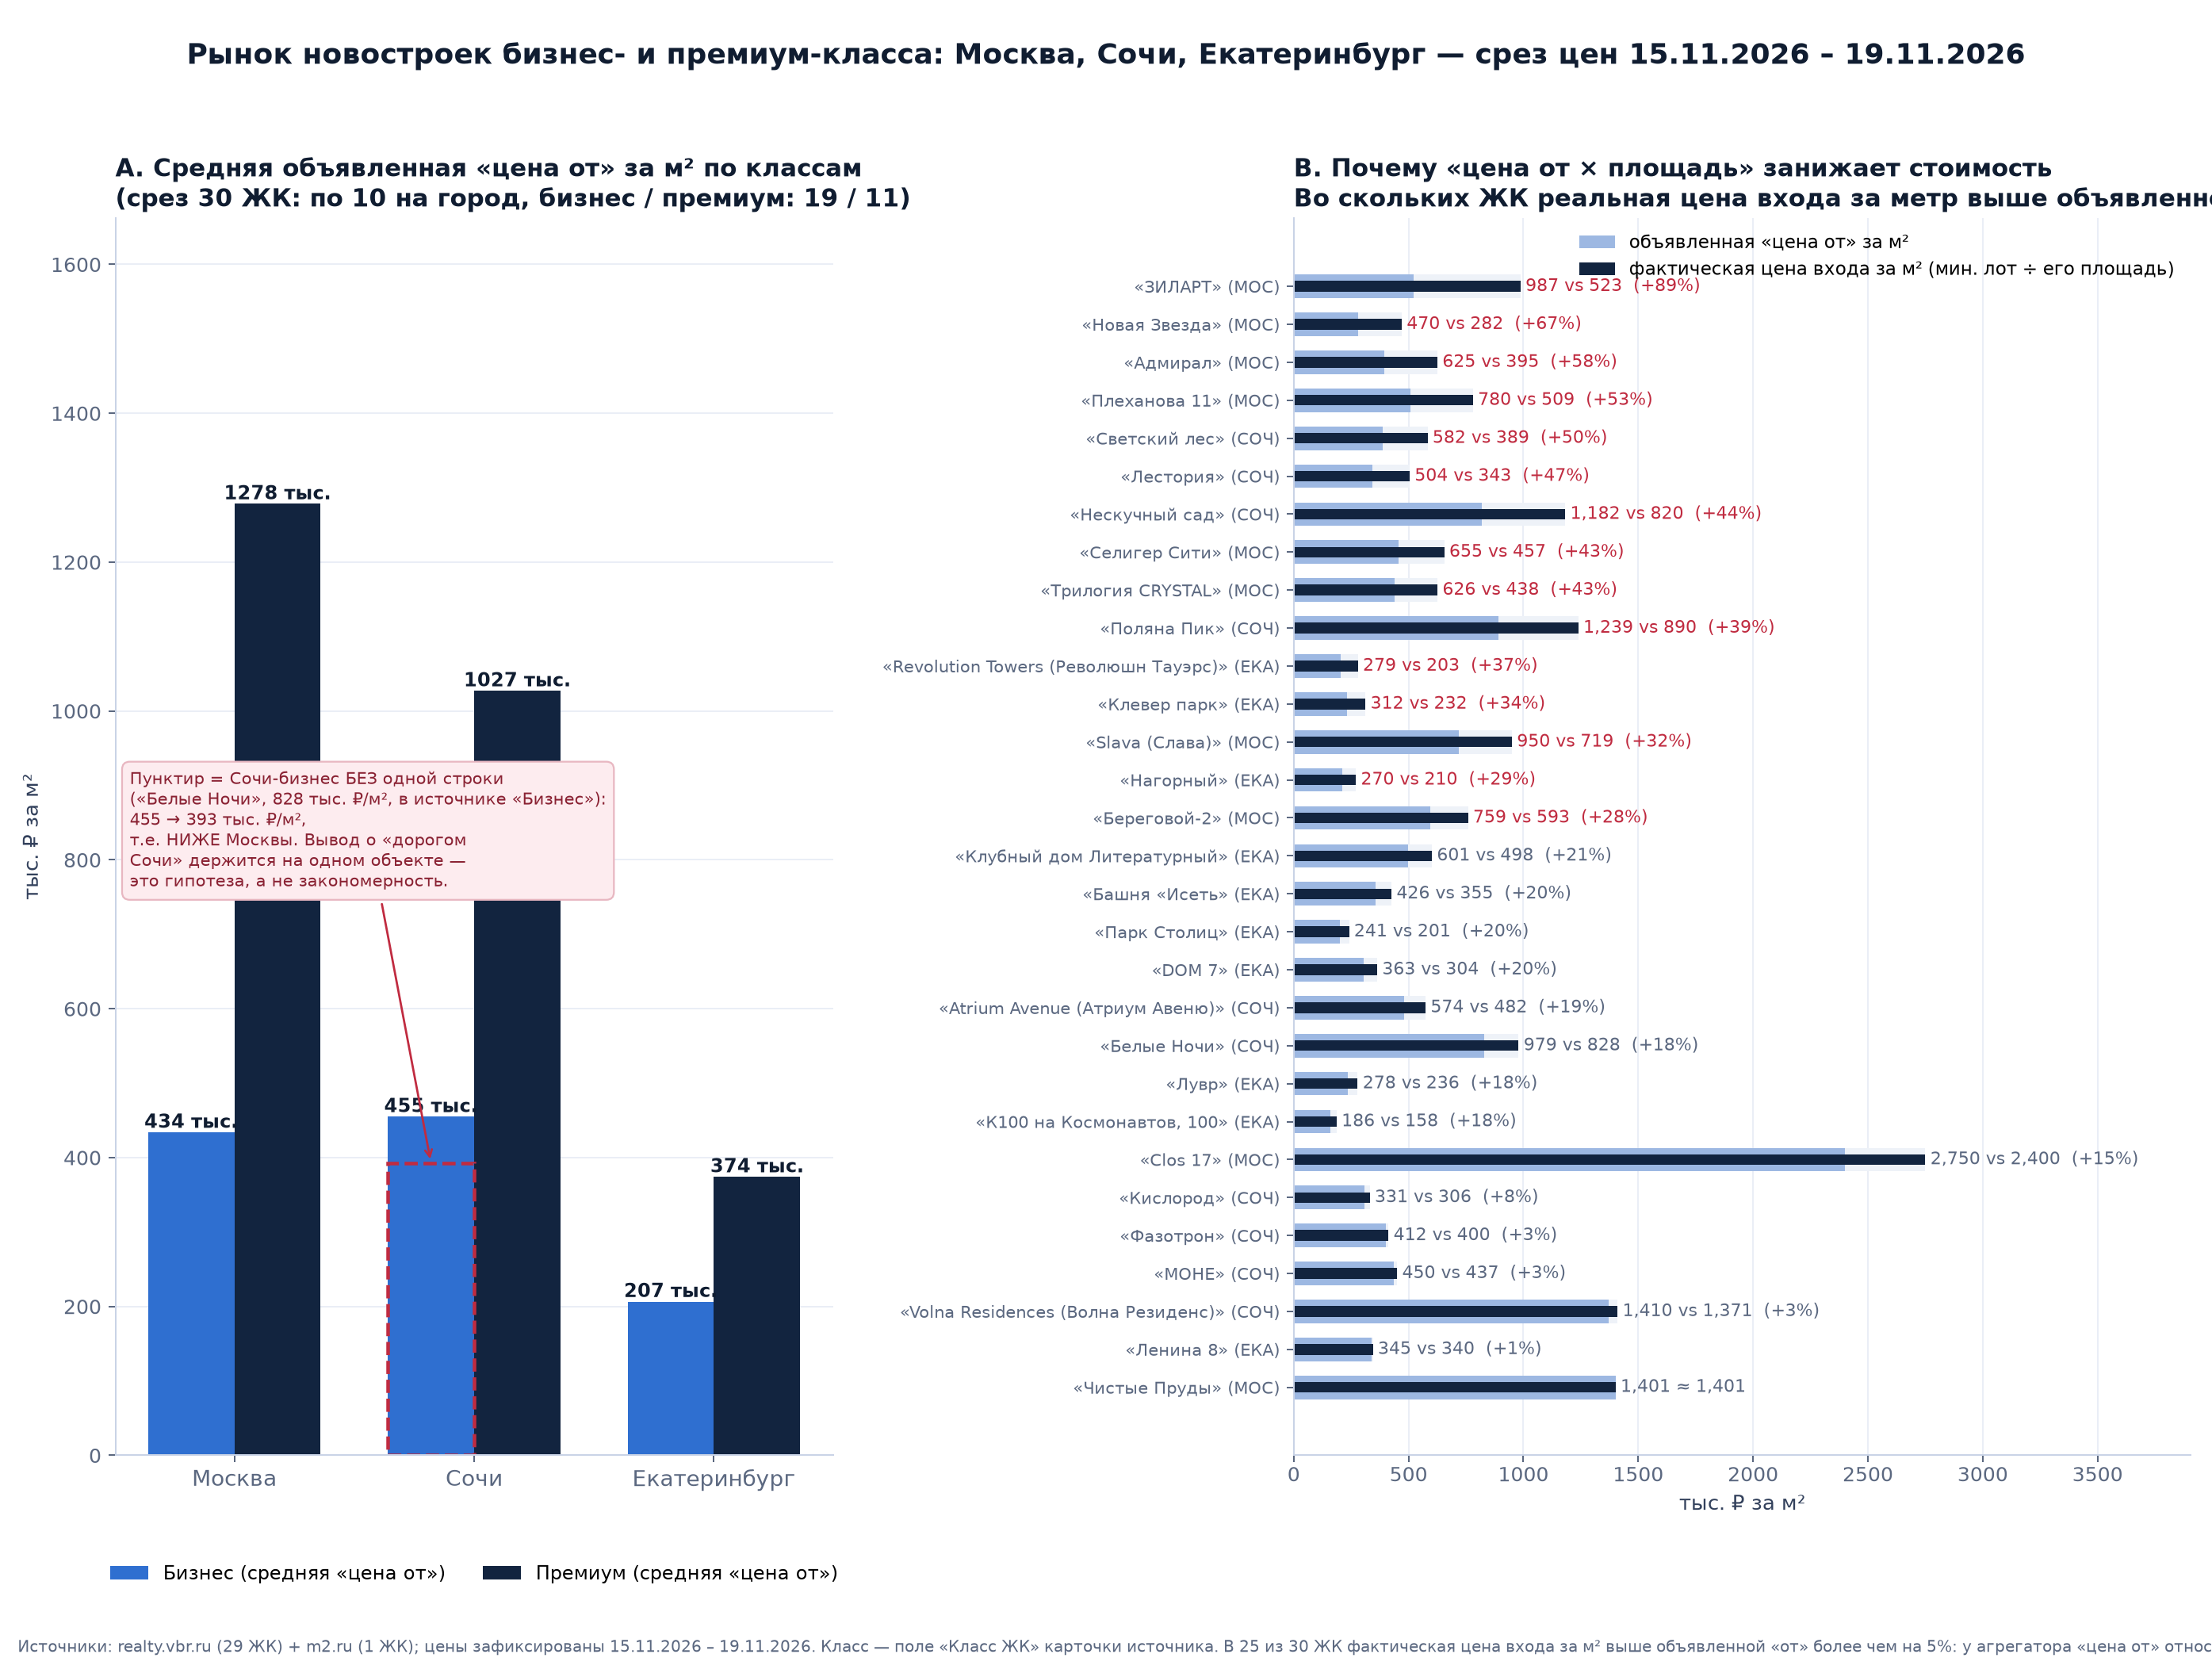 Рынок новостроек бизнес- и премиум-класса: Москва, Сочи, Екатеринбург — срез цен 15.11.2026 – 19.11.2026
А. Средняя объявленная «цена от» за м² по классам
(срез 30 ЖК: по 10 на город, бизнес / премиум: 19 / 11)
тыс. ₽ за м²
1600
1400
1200
1000
800
600
400
200
0
1278 тыс.
1027 тыс.
Пунктир = Сочи-бизнес БЕЗ одной строки
(«Белые Ночи», 828 тыс. ₽/м², в источнике «Бизнес»):
455 → 393 тыс. ₽/м²,
т.е. НИЖЕ Москвы. Вывод о «дорогом
Сочи» держится на одном объекте —
это гипотеза, а не закономерность.
434 тыс.
455 тыс.
374 тыс.
207 тыс.
Москва
Сочи
Екатеринбург
Бизнес (средняя «цена от»)
Премиум (средняя «цена от»)
В. Почему «цена от × площадь» занижает стоимость
Во скольких ЖК реальная цена входа за метр выше объявленн
объявленная «цена от» за м²
фактическая цена входа за м² (мин. лот ÷ его площадь)
«ЗИЛАРТ» (МОС) 987 vs 523 (+89%)
«Новая Звезда» (МОС) 470 vs 282 (+67%)
«Адмирал» (МОС) 625 vs 395 (+58%)
«Плеханова 11» (МОС) 780 vs 509 (+53%)
«Светский лес» (СОЧ) 582 vs 389 (+50%)
«Лестория» (СОЧ) 504 vs 343 (+47%)
«Нескучный сад» (СОЧ) 1,182 vs 820 (+44%)
«Селигер Сити» (МОС) 655 vs 457 (+43%)
«Трилогия CRYSTAL» (МОС) 626 vs 438 (+43%)
«Поляна Пик» (СОЧ) 1,239 vs 890 (+39%)
«Revolution Towers (Революшн Тауэрс)» (ЕКА) 279 vs 203 (+37%)
«Клевер парк» (ЕКА) 312 vs 232 (+34%)
«Slava (Слава)» (МОС) 950 vs 719 (+32%)
«Нагорный» (ЕКА) 270 vs 210 (+29%)
«Береговой-2» (МОС) 759 vs 593 (+28%)
«Клубный дом Литературный» (ЕКА) 601 vs 498 (+21%)
«Башня «Исеть» (ЕКА) 426 vs 355 (+20%)
«Парк Столиц» (ЕКА) 241 vs 201 (+20%)
«DOM 7» (ЕКА) 363 vs 304 (+20%)
«Atrium Avenue (Атриум Авеню)» (СОЧ) 574 vs 482 (+19%)
«Белые Ночи» (СОЧ) 979 vs 828 (+18%)
«Лувр» (ЕКА) 278 vs 236 (+18%)
«К100 на Космонавтов, 100» (ЕКА) 186 vs 158 (+18%)
«Clos 17» (МОС) 2,750 vs 2,400 (+15%)
«Кислород» (СОЧ) 331 vs 306 (+8%)
«Фазотрон» (СОЧ) 412 vs 400 (+3%)
«МОНЕ» (СОЧ) 450 vs 437 (+3%)
«Volna Residences (Волна Резиденс)» (СОЧ) 1,410 vs 1,371 (+3%)
«Ленина 8» (ЕКА) 345 vs 340 (+1%)
«Чистые Пруды» (МОС) 1,401 ≈ 1,401
0 500 1000 1500 2000 2500 3000 3500
тыс. ₽ за м²
Источники: realty.vbr.ru (29 ЖК) + m2.ru (1 ЖК); цены зафиксированы 15.11.2026 – 19.11.2026. Класс — поле «Класс ЖК» карточки источника. В 25 из 30 ЖК фактическая цена входа за м² выше объявленной «от» более чем на 5%: у агрегатора «цена от» относ